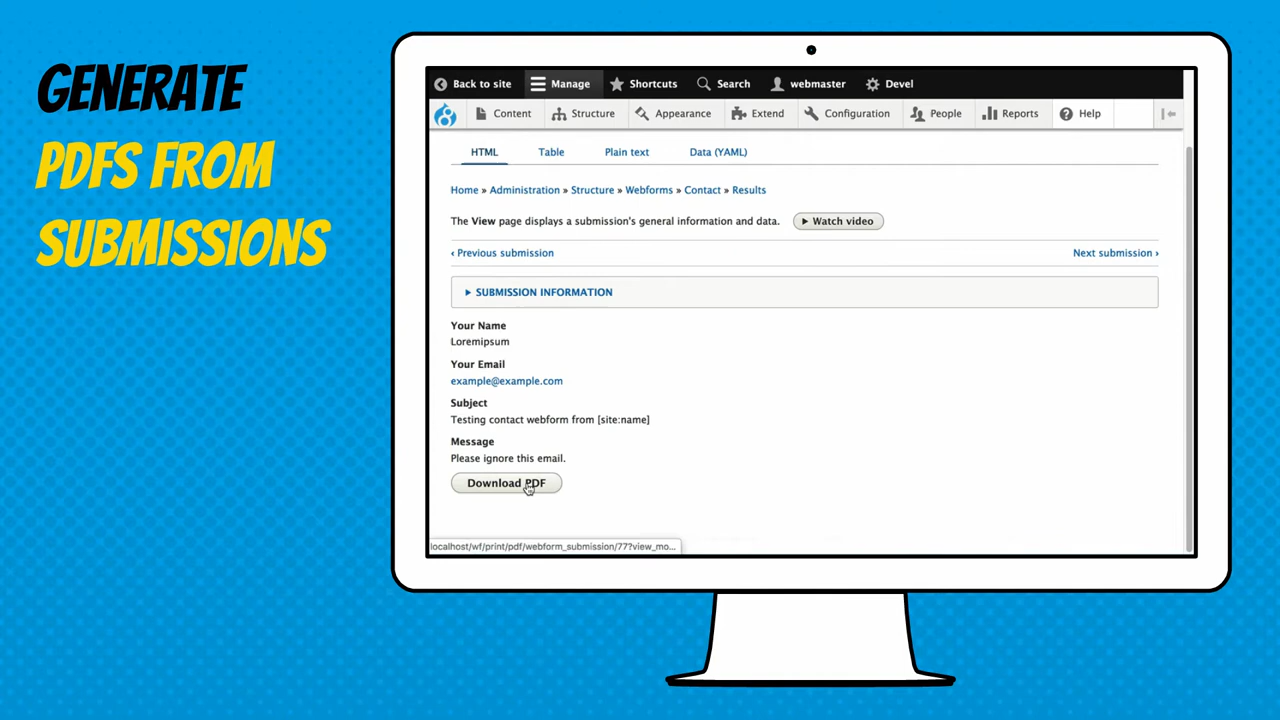 GENERATE
PDFS FROM
SUBMISSIONS
Back to site Manage Shortcuts Search webmaster Devel
Content Structure Appearance Extend Configuration People Reports Help
HTML Table Plain text Data (YAML)
Home » Administration » Structure » Webforms » Contact » Results
The View page displays a submission's general information and data. Watch video
‹ Previous submission Next submission ›
SUBMISSION INFORMATION
Your Name
Loremipsum
Your Email
example@example.com
Subject
Testing contact webform from [site:name]
Message
Please ignore this email.
Download PDF
localhost/wf/print/pdf/webform_submission/77?view_mo...